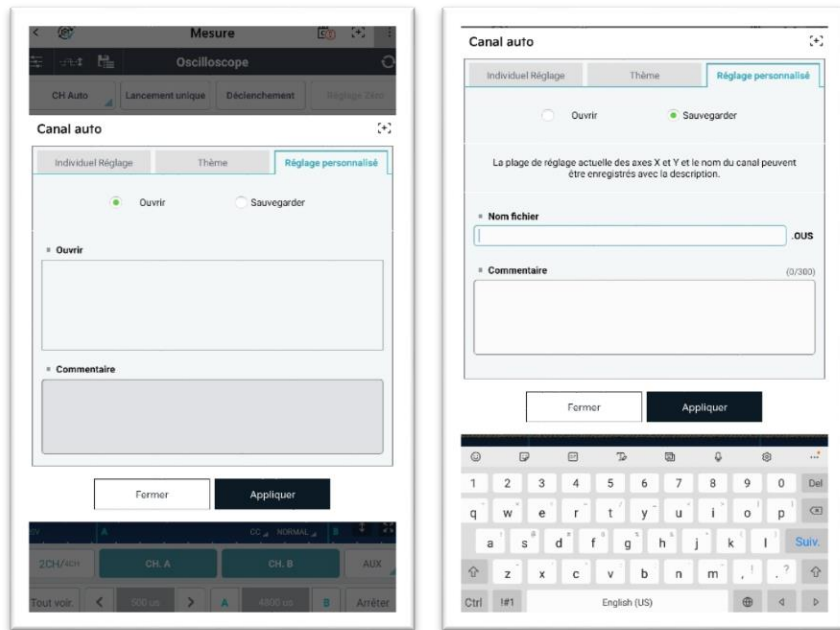 Mesure
Oscilloscope
CH Auto
Lancement unique
Déclenchement
Réglage Zéro
Canal auto
Individuel Réglage
Thème
Réglage personnalisé
Ouvrir
Sauvegarder
Ouvrir
Commentaire
Fermer
Appliquer
A
CC
NORMAL
B
2CH/4CH
CH. A
CH. B
AUX
Tout voir.
500 us
A
4800 us
B
Arrêter
Canal auto
Individuel Réglage
Thème
Réglage personnalisé
Ouvrir
Sauvegarder
La plage de réglage actuelle des axes X et Y et le nom du canal peuvent
être enregistrés avec la description.
Nom fichier
.ous
Commentaire
(0/300)
Fermer
Appliquer
1 2 3 4 5 6 7 8 9 0 Del
q w e r t y u i o p
a s d f g h j k l Suiv.
z x c v b n m , ! . ?
Ctrl !#1 English (US)